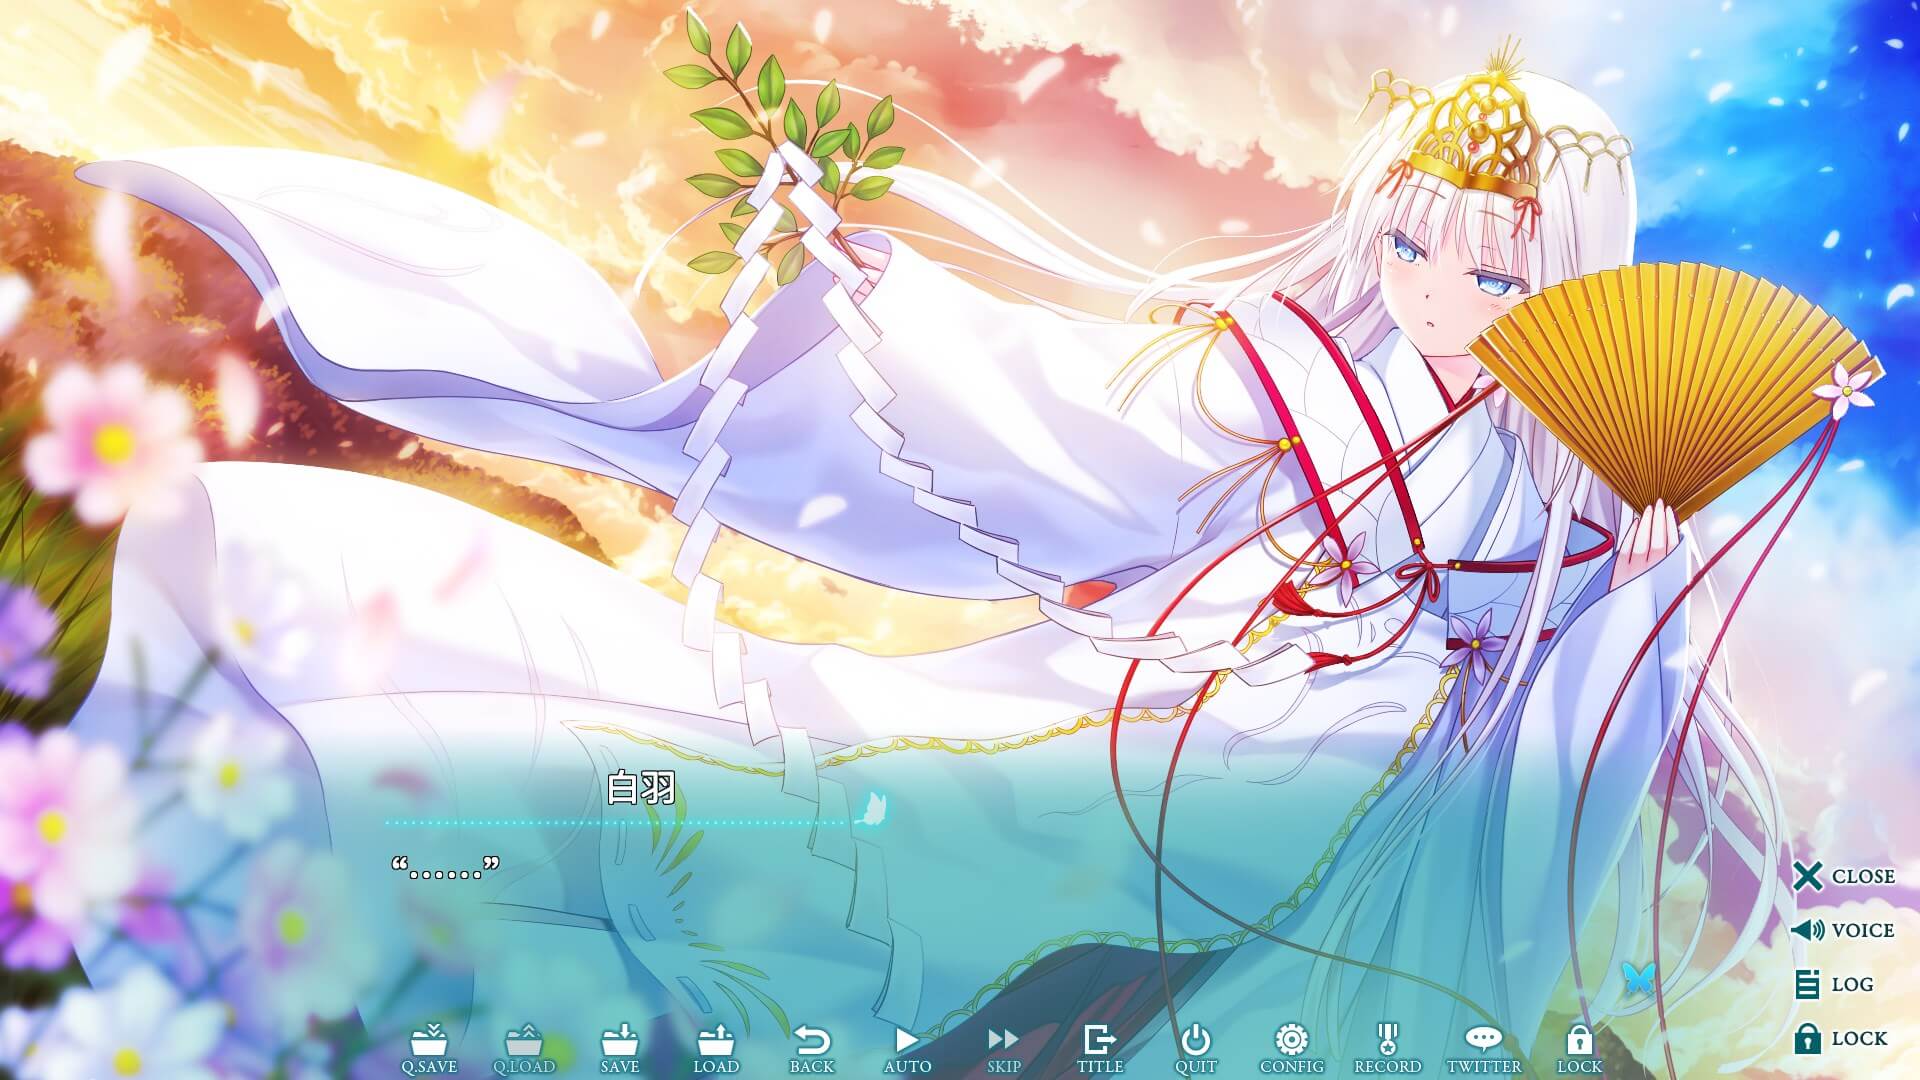 白羽
“......”
CLOSE
VOICE
LOG
LOCK
Q.SAVE Q.LOAD SAVE LOAD BACK AUTO SKIP TITLE QUIT CONFIG RECORD TWITTER LOCK